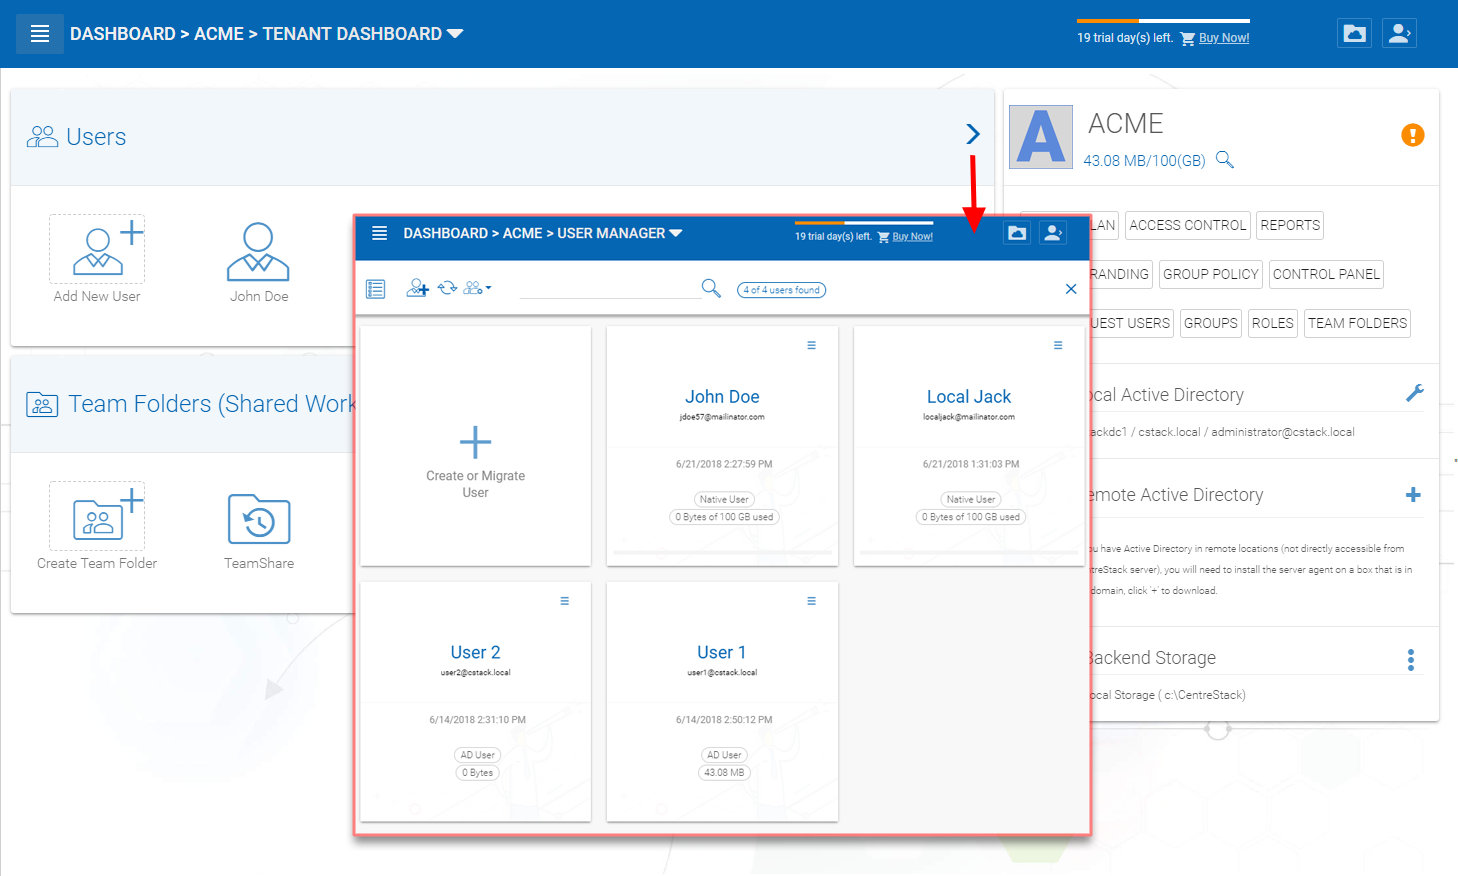 DASHBOARD > ACME > TENANT DASHBOARD
19 trial day(s) left. Buy Now!
Users
Add New User
John Doe
Team Folders (Shared Work
Create Team Folder
TeamShare
A
ACME
43.08 MB/100(GB)
LAN
ACCESS CONTROL
REPORTS
RANDING
GROUP POLICY
CONTROL PANEL
UEST USERS
GROUPS
ROLES
TEAM FOLDERS
cal Active Directory
ackdc1 / cstack.local / administrator@cstack.local
emote Active Directory
ou have Active Directory in remote locations (not directly accessible from
ntreStack server), you will need to install the server agent on a box that is in
domain, click '+' to download.
Backend Storage
ocal Storage ( c:\CentreStack)
DASHBOARD > ACME > USER MANAGER
19 trial day(s) left. Buy Now!
4 of 4 users found
Create or Migrate
User
John Doe
jdoe57@mailinator.com
6/21/2018 2:27:59 PM
Native User
0 Bytes of 100 GB used
Local Jack
localjack@mailinator.com
6/21/2018 1:31:03 PM
Native User
0 Bytes of 100 GB used
User 2
user2@cstack.local
6/14/2018 2:31:10 PM
AD User
0 Bytes
User 1
user1@cstack.local
6/14/2018 2:50:12 PM
AD User
43.08 MB